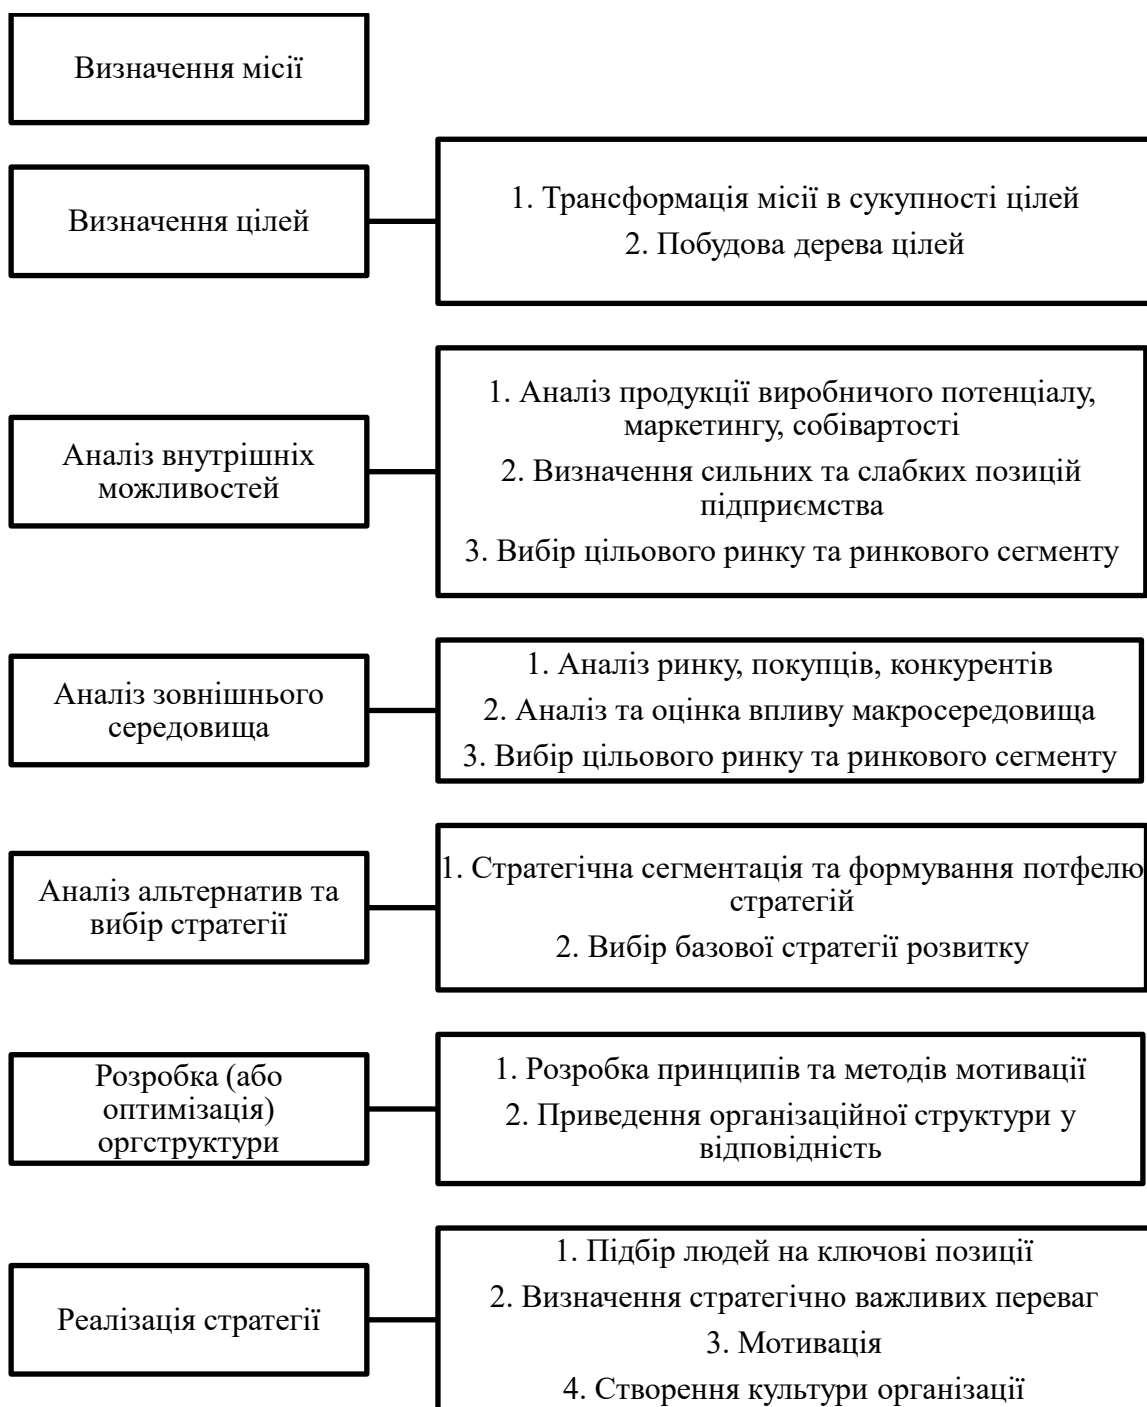 Визначення місії
Визначення цілей
1. Трансформація місії в сукупності цілей
2. Побудова дерева цілей
Аналіз внутрішніх
можливостей
1. Аналіз продукції виробничого потенціалу,
маркетингу, собівартості
2. Визначення сильних та слабких позицій
підприємства
3. Вибір цільового ринку та ринкового сегменту
Аналіз зовнішнього
середовища
1. Аналіз ринку, покупців, конкурентів
2. Аналіз та оцінка впливу макросередовища
3. Вибір цільового ринку та ринкового сегменту
Аналіз альтернатив та
вибір стратегії
1. Стратегічна сегментація та формування потфелю
стратегій
2. Вибір базової стратегії розвитку
Розробка (або
оптимізація)
оргструктури
1. Розробка принципів та методів мотивації
2. Приведення організаційної структури у
відповідність
Реалізація стратегії
1. Підбір людей на ключові позиції
2. Визначення стратегічно важливих переваг
3. Мотивація
4. Створення культури організації